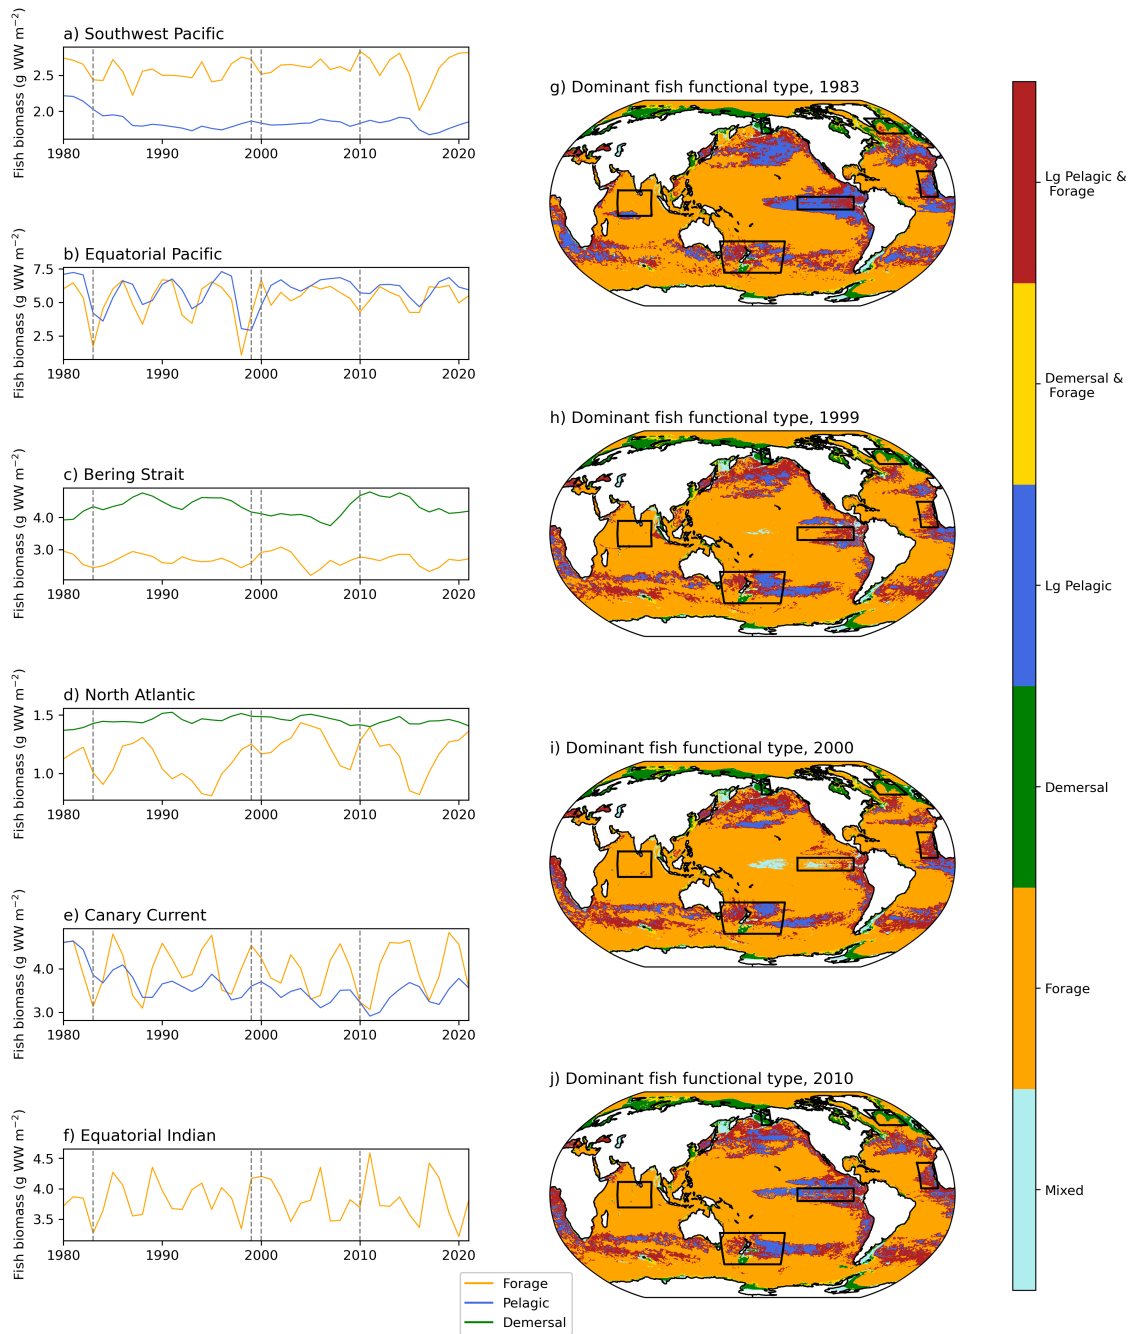 a) Southwest Pacific
Fish biomass (g WW m−2)
2.5
2.0
1980 1990 2000 2010 2020
b) Equatorial Pacific
Fish biomass (g WW m−2)
7.5
5.0
2.5
1980 1990 2000 2010 2020
c) Bering Strait
Fish biomass (g WW m−2)
4.0
3.0
1980 1990 2000 2010 2020
d) North Atlantic
Fish biomass (g WW m−2)
1.5
1.0
1980 1990 2000 2010 2020
e) Canary Current
Fish biomass (g WW m−2)
4.0
3.0
1980 1990 2000 2010 2020
f) Equatorial Indian
Fish biomass (g WW m−2)
4.5
4.0
3.5
1980 1990 2000 2010 2020
Forage
Pelagic
Demersal
g) Dominant fish functional type, 1983
h) Dominant fish functional type, 1999
i) Dominant fish functional type, 2000
j) Dominant fish functional type, 2010
Lg Pelagic &
Forage
Demersal &
Forage
Lg Pelagic
Demersal
Forage
Mixed